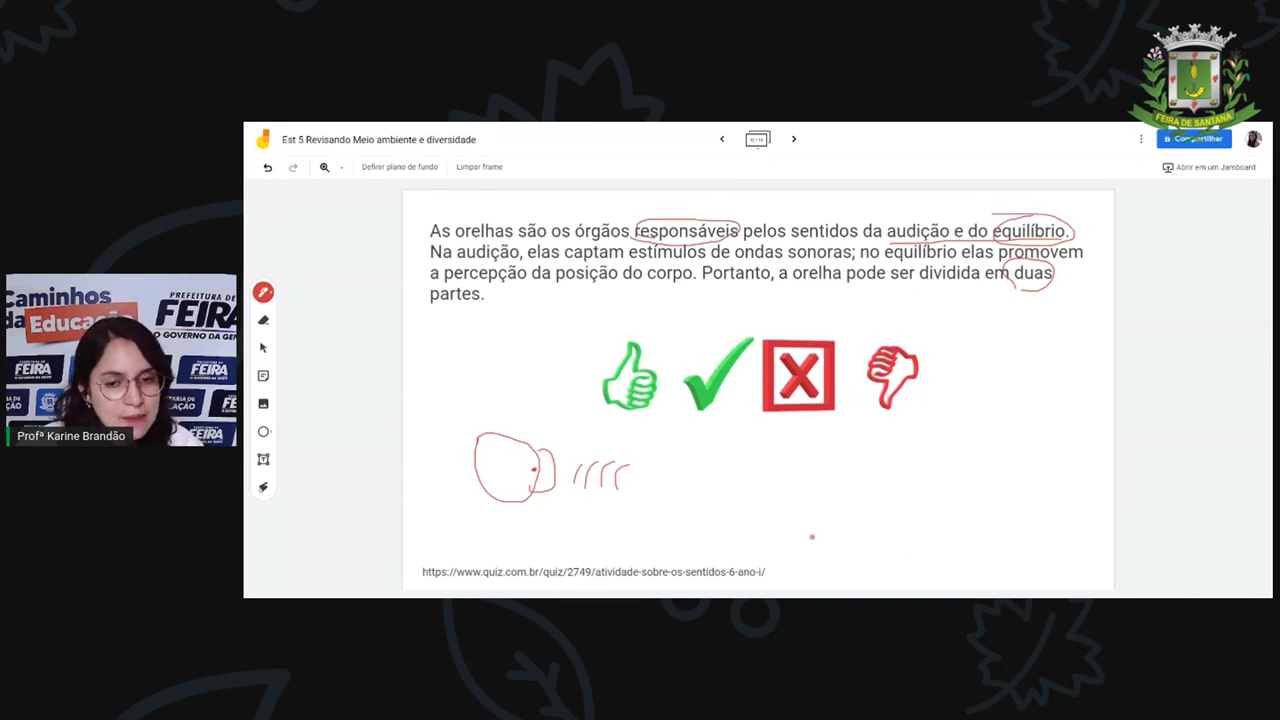 FEIRA DE SANTANA
Est 5 Revisando Meio ambiente e diversidade
Compartilhar
Definir plano de fundo
Limpar frame
Abrir em um Jamboard
As orelhas são os órgãos responsáveis pelos sentidos da audição e do equilíbrio.
Na audição, elas captam estímulos de ondas sonoras; no equilíbrio elas promovem
a percepção da posição do corpo. Portanto, a orelha pode ser dividida em duas
partes.
https://www.quiz.com.br/quiz/2749/atividade-sobre-os-sentidos-6-ano-i/
Caminhos
da Educação
PREFEITURA DE
FEIRA
O GOVERNO DA GEN
FEIRA
FEIRA
FEIRA
Profª Karine Brandão